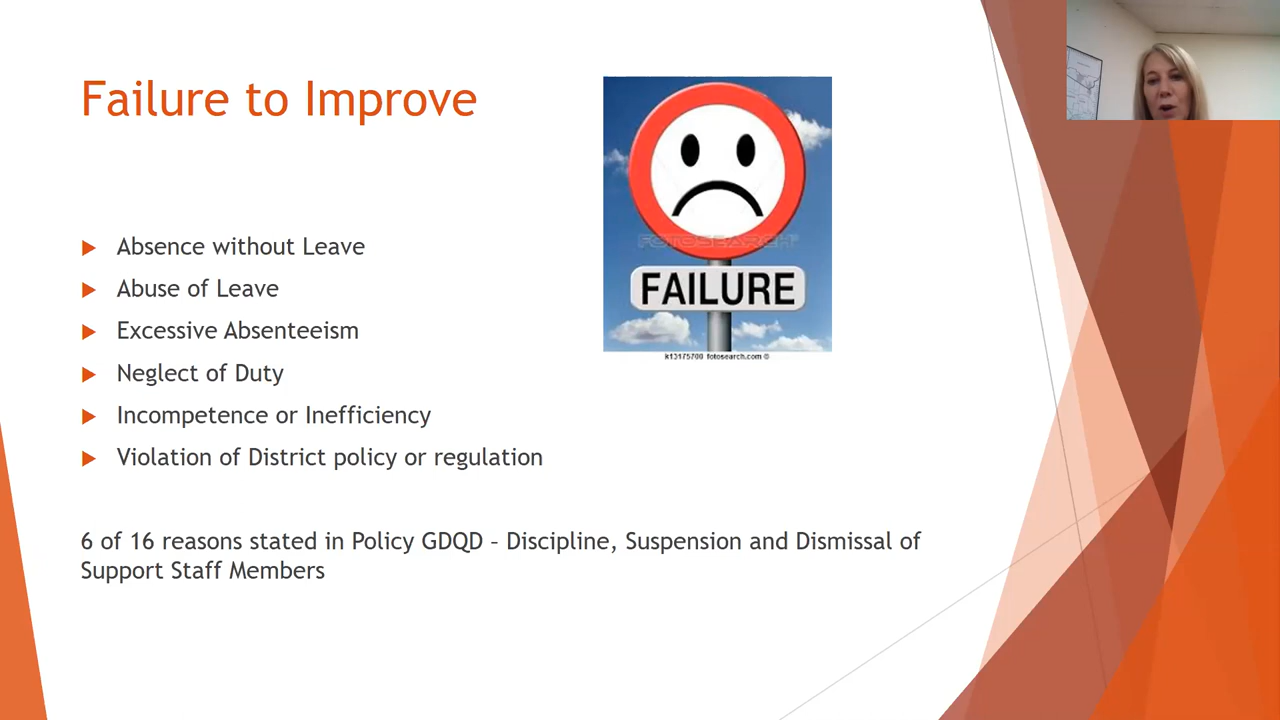 Failure to Improve
FOTOSEARCH
FAILURE
k13175700 fotosearch.com ©
Absence without Leave
Abuse of Leave
Excessive Absenteeism
Neglect of Duty
Incompetence or Inefficiency
Violation of District policy or regulation
6 of 16 reasons stated in Policy GDQD – Discipline, Suspension and Dismissal of
Support Staff Members